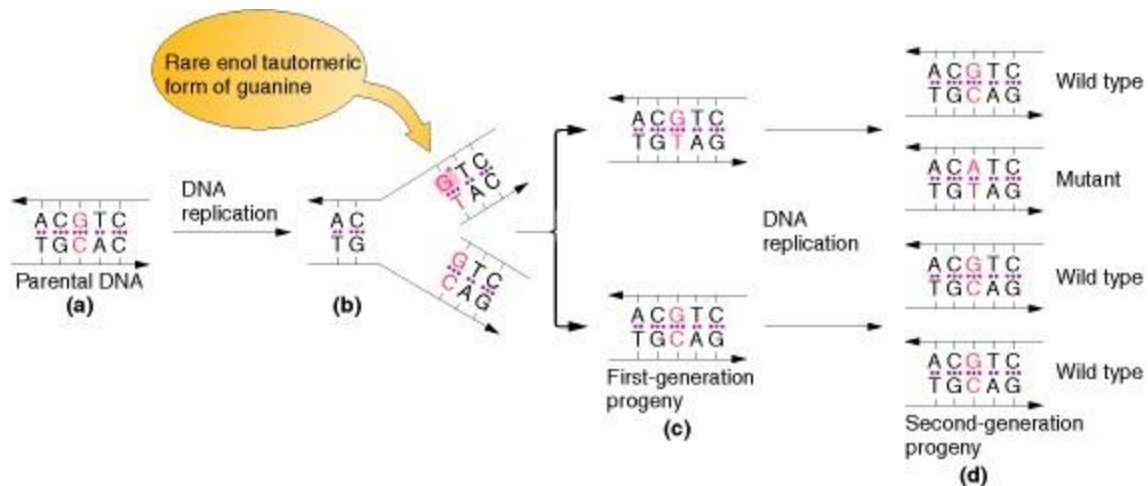 Rare enol tautomeric
form of guanine
A C G T C
T G C A C
Parental DNA
(a)
DNA
replication
A C
T G
G* T C
T A C
G T C
C A G
(b)
A C G T C
T G T A G
A C G T C
T G C A G
First-generation
progeny
(c)
DNA
replication
A C G T C
T G C A G
Wild type
A C A T C
T G T A G
Mutant
A C G T C
T G C A G
Wild type
A C G T C
T G C A G
Wild type
Second-generation
progeny
(d)